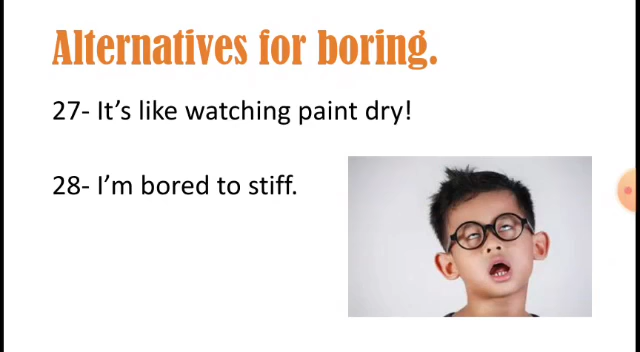 Alternatives for boring.
27- It's like watching paint dry!
28- I'm bored to stiff.